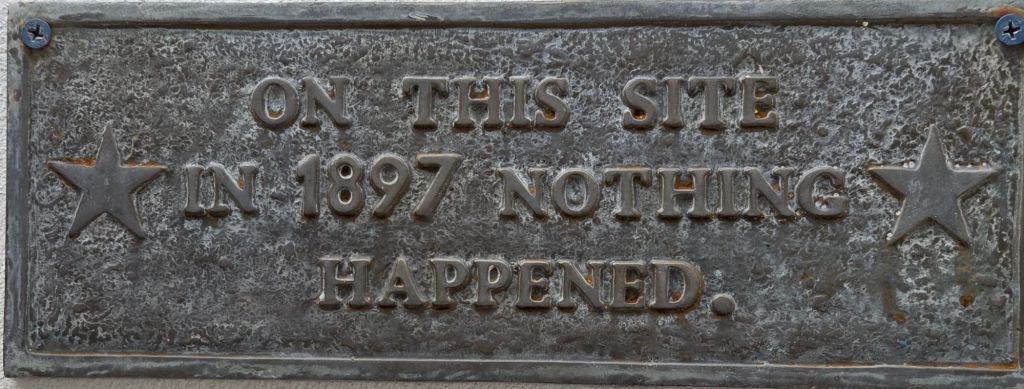 ON THIS SITE
IN 1897 NOTHING
HAPPENED.